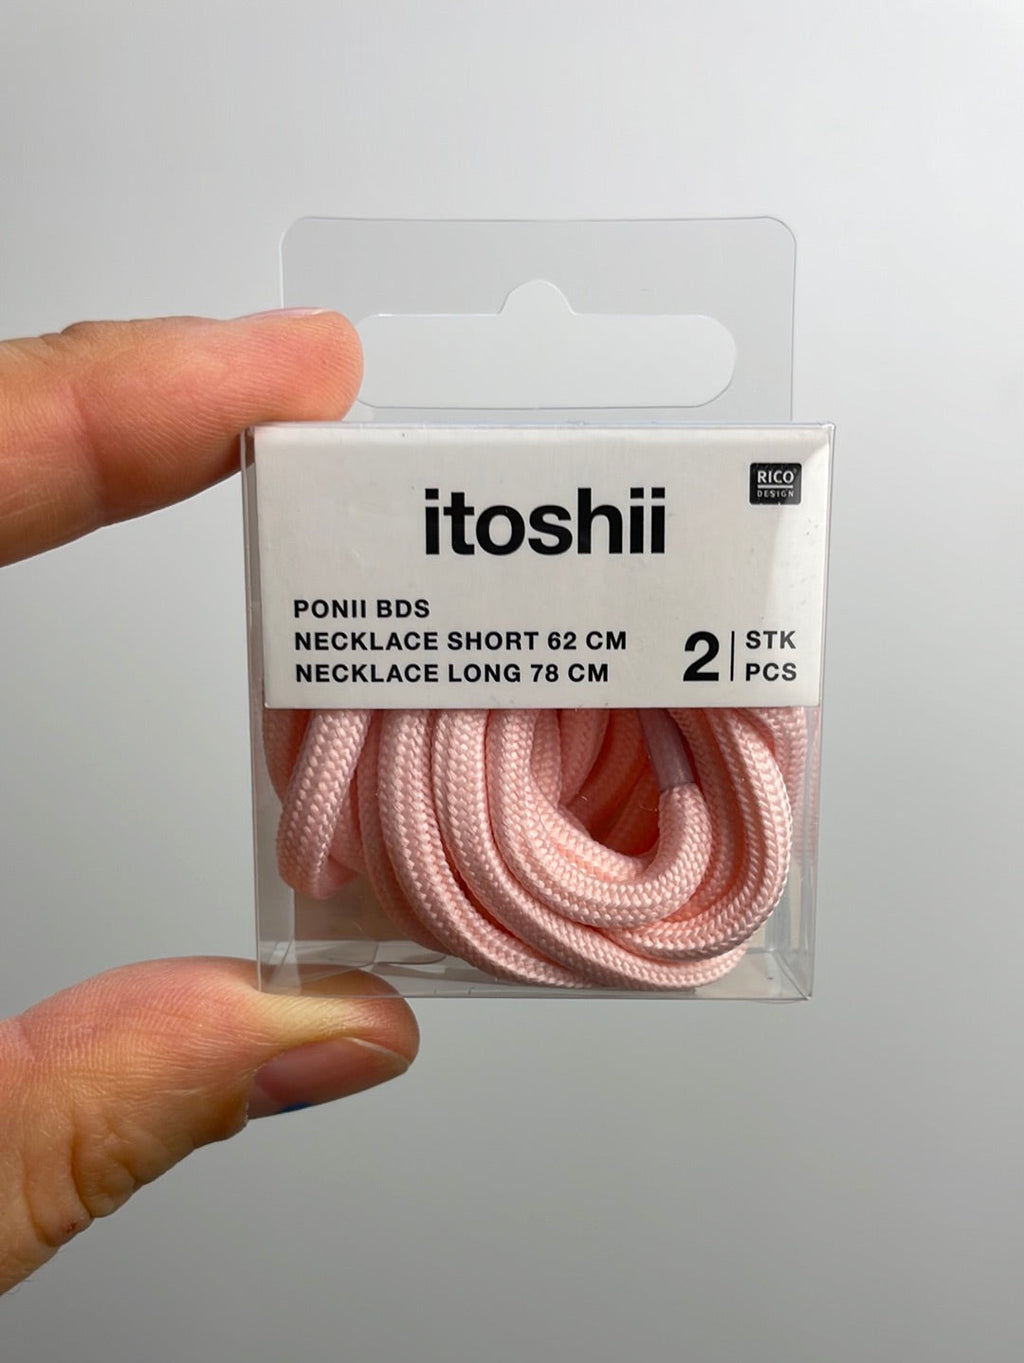 RICO
DESIGN
itoshii
PONII BDS
NECKLACE SHORT 62 CM
NECKLACE LONG 78 CM
2 | STK
PCS